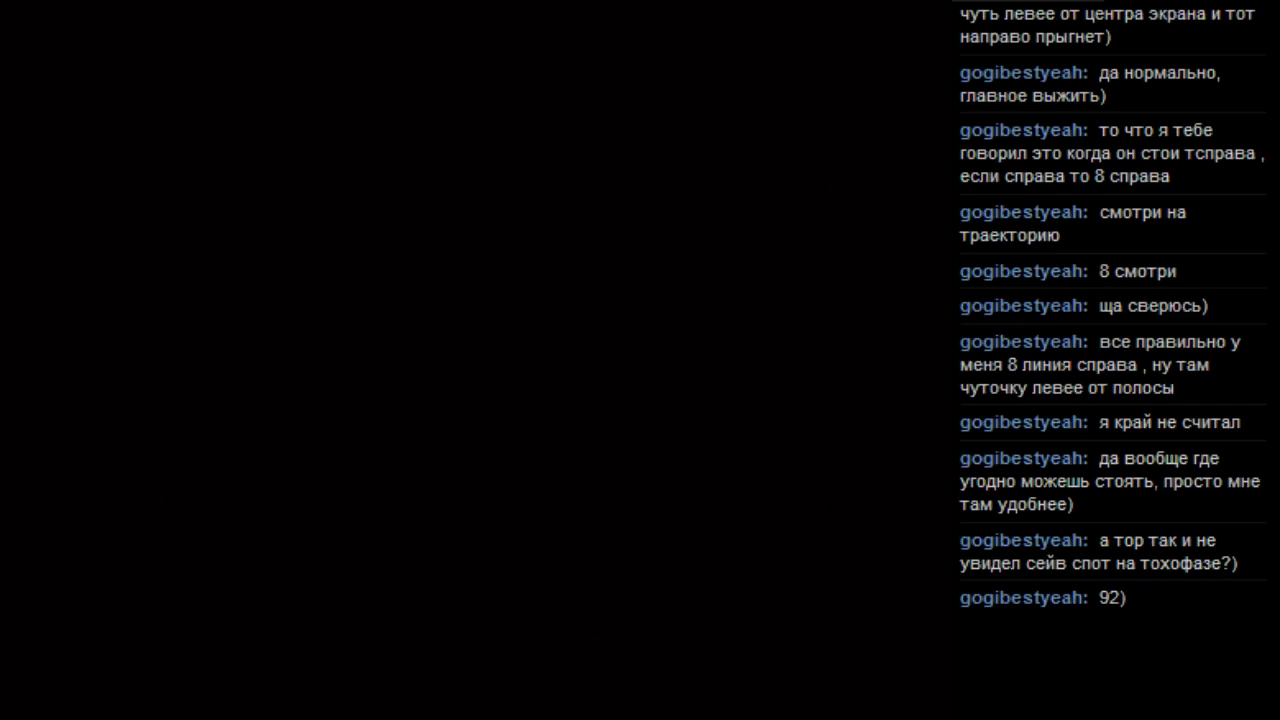 чуть левее от центра экрана и тот
направо прыгнет)
gogibestyeah: да нормально,
главное выжить)
gogibestyeah: то что я тебе
говорил это когда он стои тсправа ,
если справа то 8 справа
gogibestyeah: смотри на
траекторию
gogibestyeah: 8 смотри
gogibestyeah: ща сверюсь)
gogibestyeah: все правильно у
меня 8 линия справа , ну там
чуточку левее от полосы
gogibestyeah: я край не считал
gogibestyeah: да вообще где
угодно можешь стоять, просто мне
там удобнее)
gogibestyeah: а тор так и не
увидел сейв спот на тохофазе?)
gogibestyeah: 92)